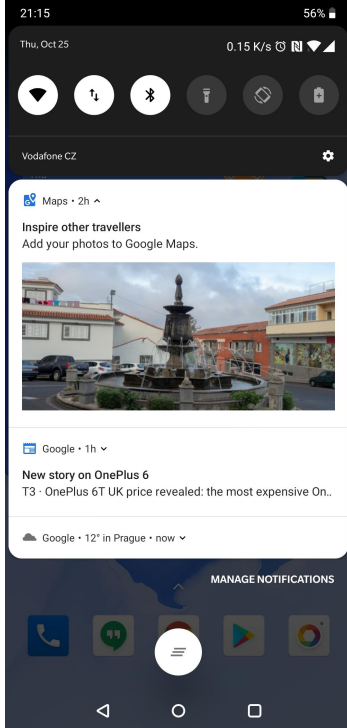 21:15
56%
Thu, Oct 25
0.15 K/s
Vodafone CZ
Maps • 2h
Inspire other travellers
Add your photos to Google Maps.
Google • 1h
New story on OnePlus 6
T3 · OnePlus 6T UK price revealed: the most expensive On..
Google • 12° in Prague • now
MANAGE NOTIFICATIONS